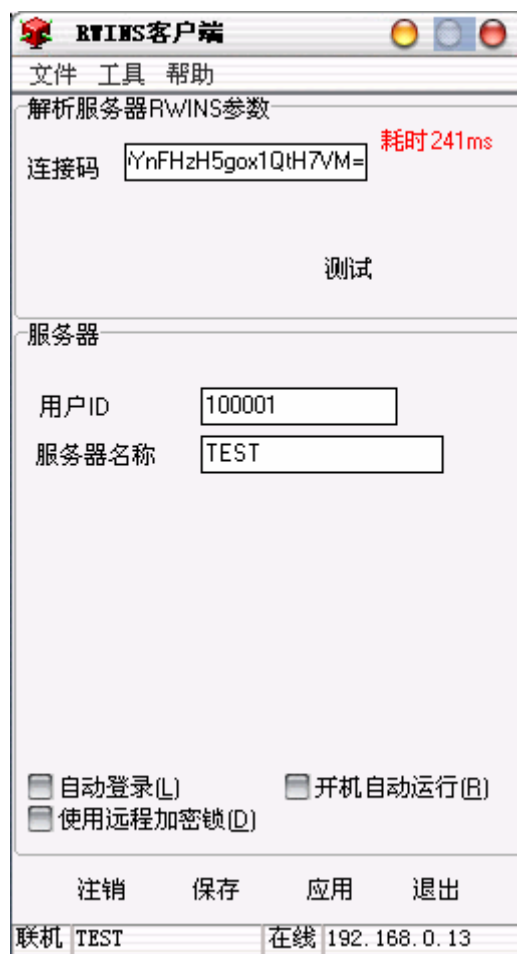 RWINS客户端
文件 工具 帮助
解析服务器RWINS参数
耗时241ms
连接码 YnFHzH5gox1QtH7VM=
测试
服务器
用户ID 100001
服务器名称 TEST
自动登录(L) 开机自动运行(R)
使用远程加密锁(D)
注销 保存 应用 退出
联机 TEST 在线 192.168.0.13